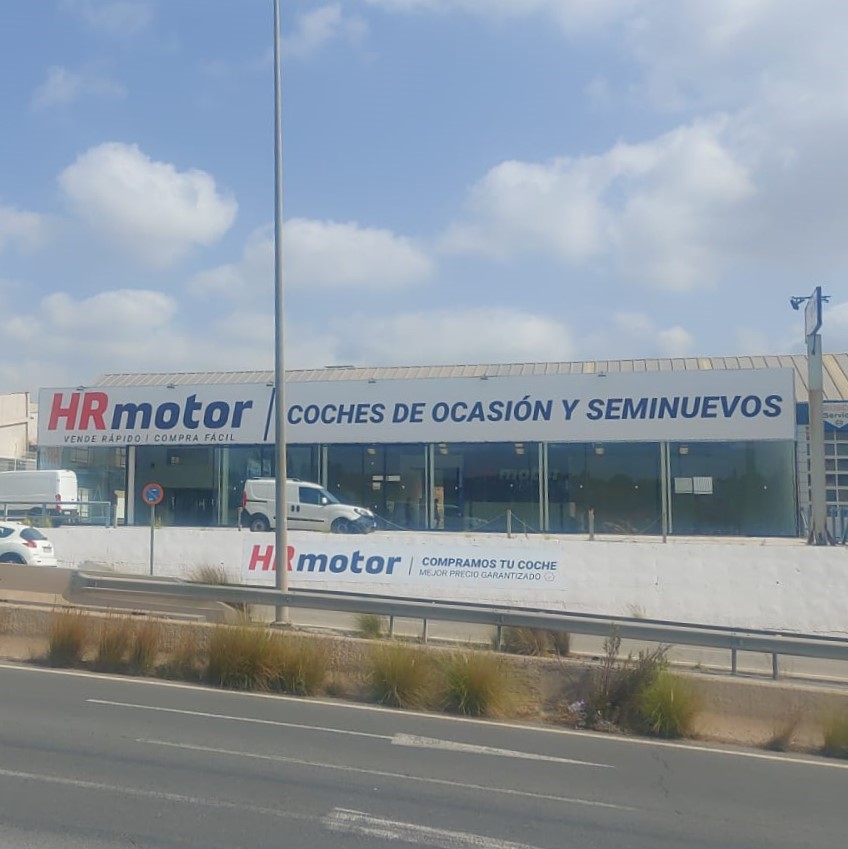 HRmotor | COCHES DE OCASIÓN Y SEMINUEVOS
VENDE RÁPIDO | COMPRA FÁCIL
HRmotor | COMPRAMOS TU COCHE
MEJOR PRECIO GARANTIZADO